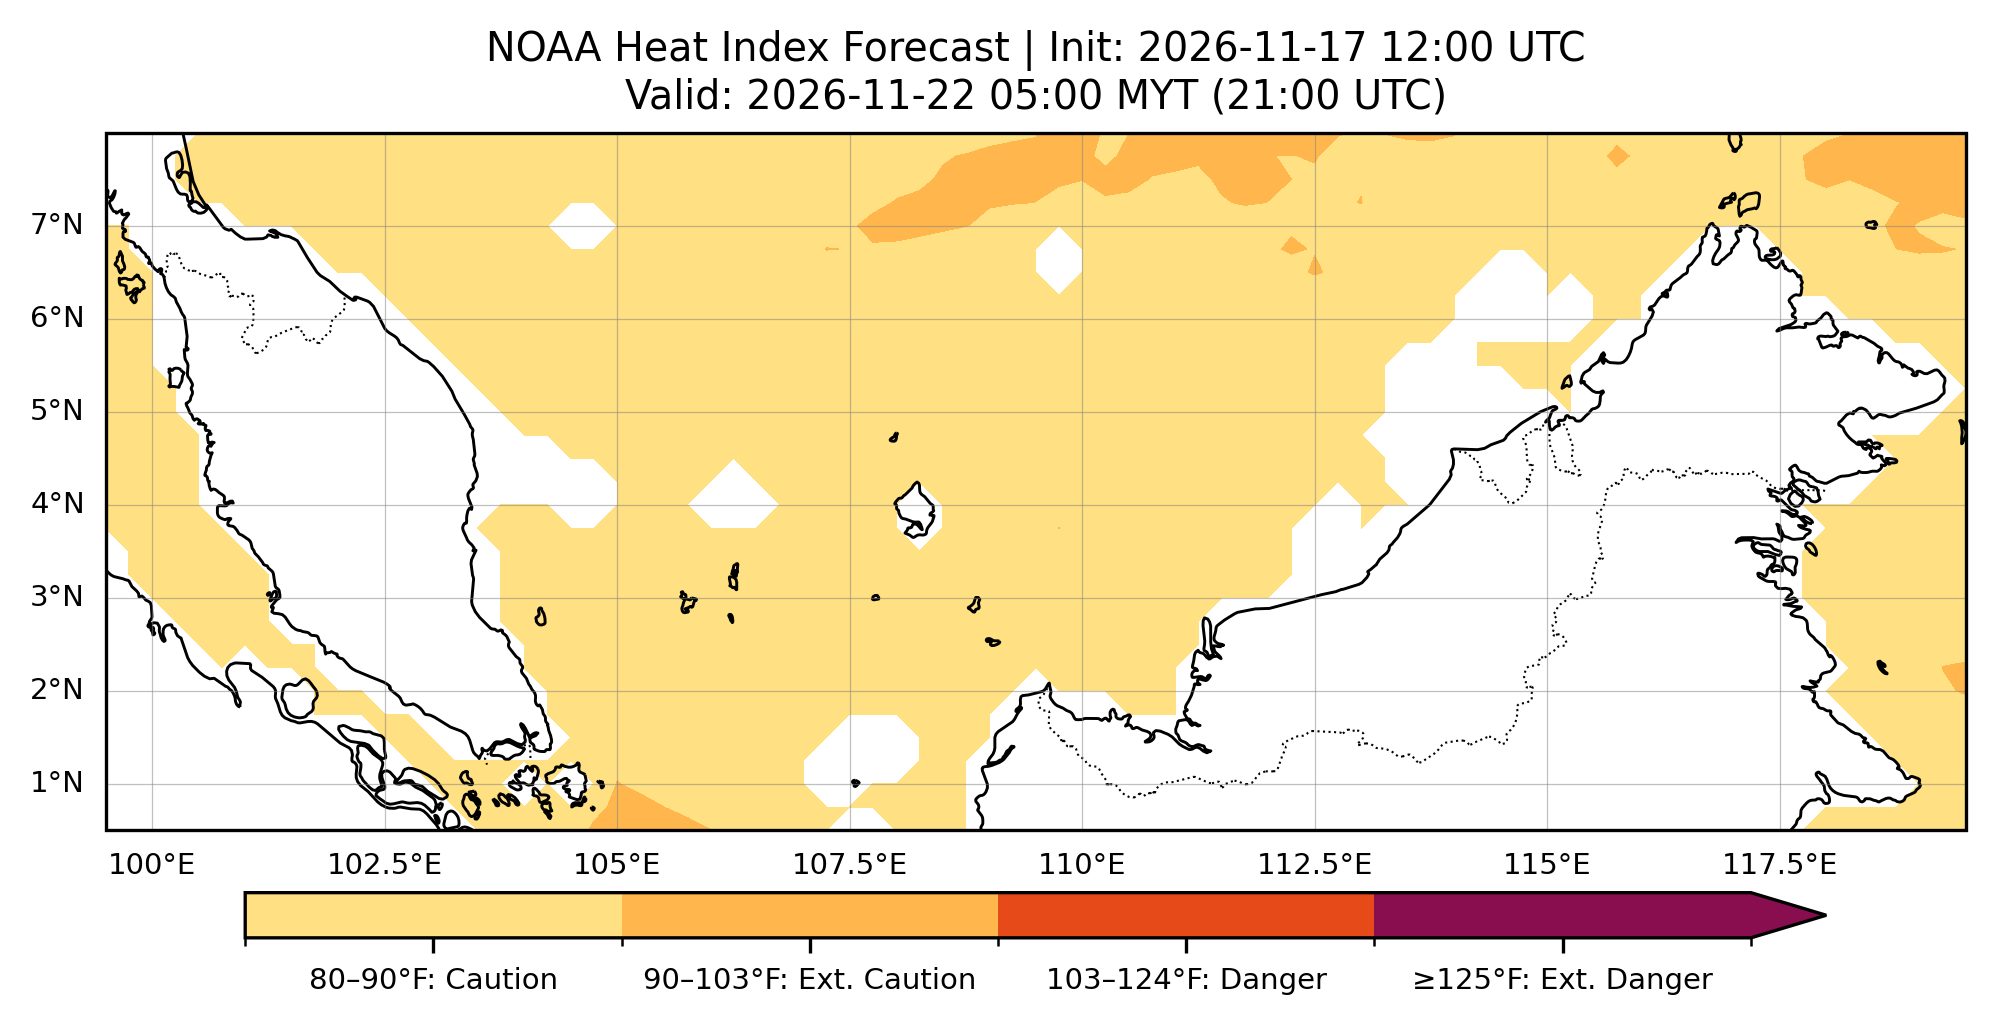 NOAA Heat Index Forecast | Init: 2026-11-17 12:00 UTC
Valid: 2026-11-22 05:00 MYT (21:00 UTC)
7°N
6°N
5°N
4°N
3°N
2°N
1°N
100°E 102.5°E 105°E 107.5°E 110°E 112.5°E 115°E 117.5°E
80–90°F: Caution 90–103°F: Ext. Caution 103–124°F: Danger ≥125°F: Ext. Danger